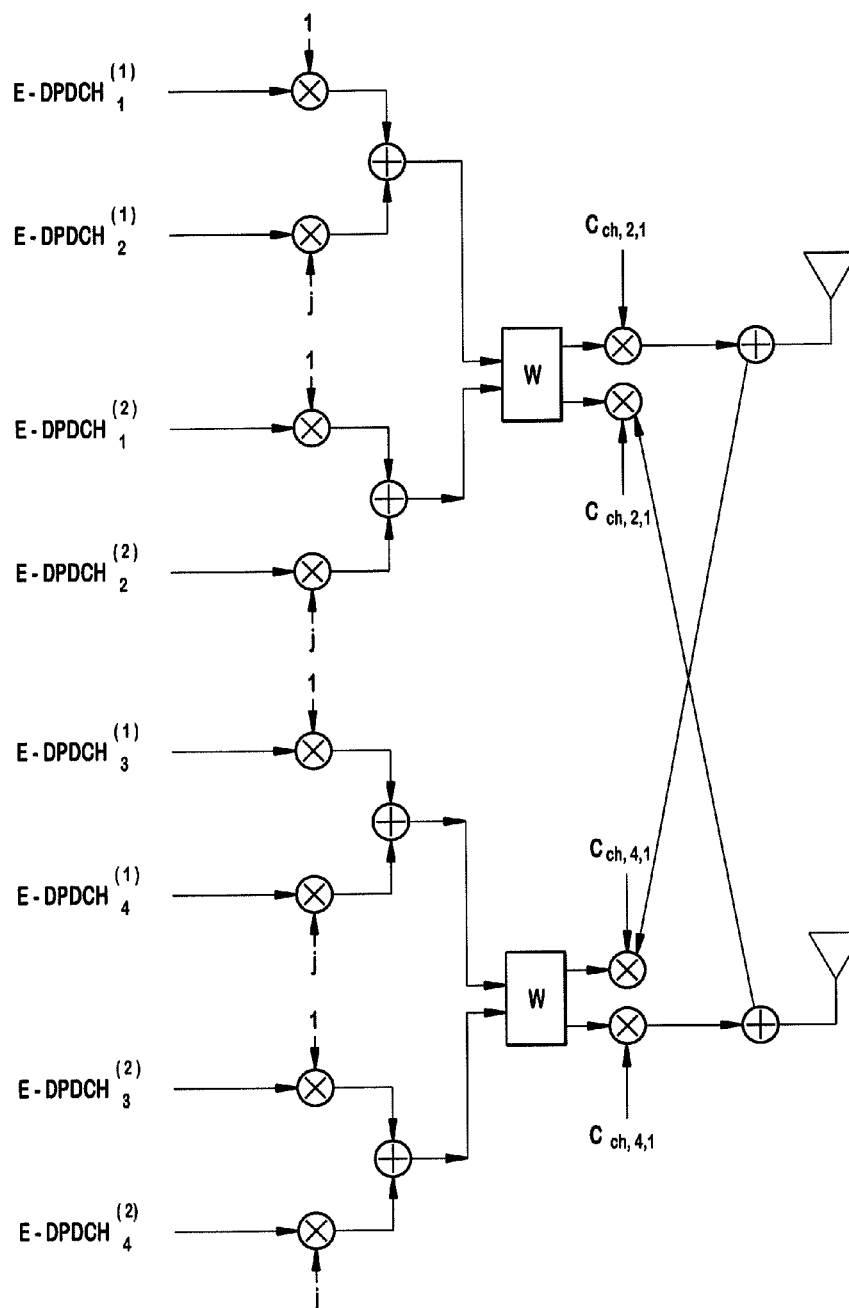 1
E-DPDCH 1 (1)
E-DPDCH 2 (1)
j
C ch, 2,1
1
W
E-DPDCH 1 (2)
C ch, 2,1
E-DPDCH 2 (2)
j
1
E-DPDCH 3 (1)
C ch, 4,1
E-DPDCH 4 (1)
j
W
1
E-DPDCH 3 (2)
C ch, 4,1
E-DPDCH 4 (2)
j